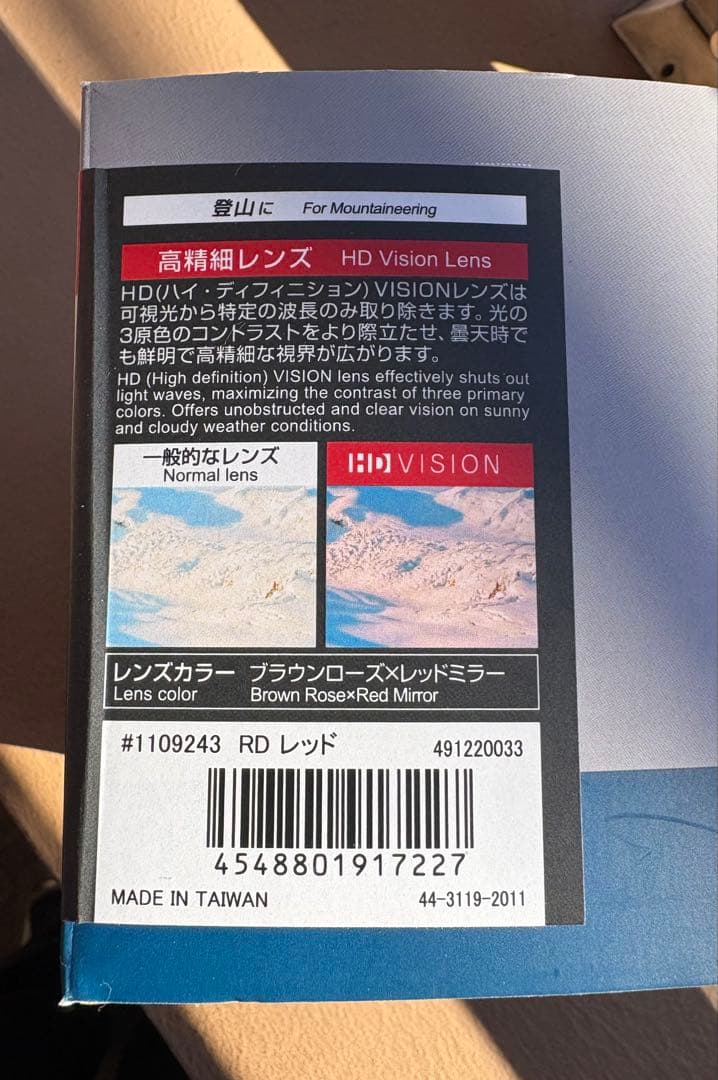 登山に For Mountaineering
高精細レンズ HD Vision Lens
HD(ハイ・ディフィニション)VISIONレンズは
可視光から特定の波長のみ取り除きます。光の
3原色のコントラストをより際立たせ、曇天時で
も鮮明で高精細な視界が広がります。
HD (High definition) VISION lens effectively shuts out
light waves, maximizing the contrast of three primary
colors. Offers unobstructed and clear vision on sunny
and cloudy weather conditions.
一般的なレンズ
Normal lens
HD VISION
レンズカラー ブラウンローズ×レッドミラー
Lens color Brown Rose×Red Mirror
#1109243 RD レッド 491220033
4548801917227
MADE IN TAIWAN 44-3119-2011